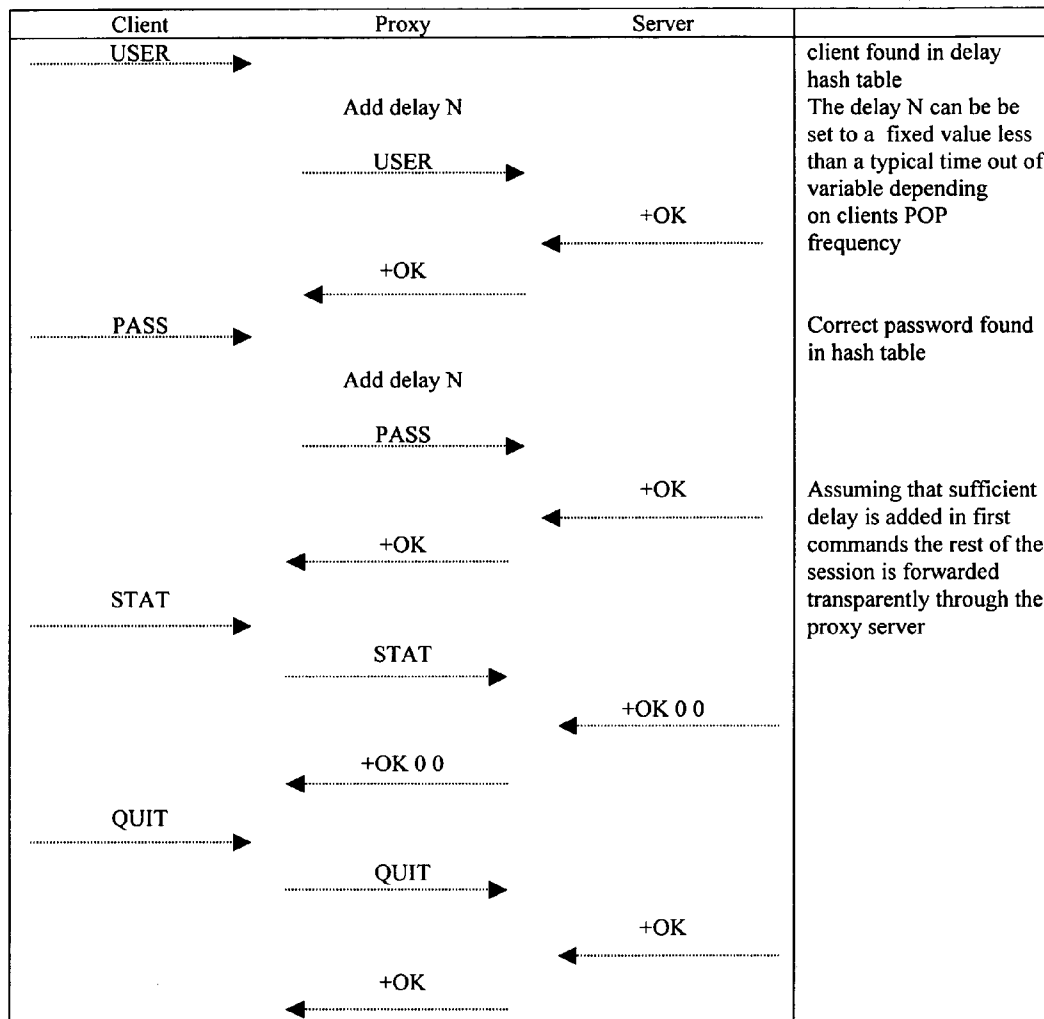 Client Proxy Server
USER
client found in delay
hash table
Add delay N
The delay N can be be
set to a fixed value less
USER
than a typical time out of
variable depending
+OK
on clients POP
frequency
+OK
PASS
Correct password found
in hash table
Add delay N
PASS
+OK
Assuming that sufficient
delay is added in first
+OK
commands the rest of the
session is forwarded
STAT
transparently through the
proxy server
STAT
+OK 0 0
+OK 0 0
QUIT
QUIT
+OK
+OK